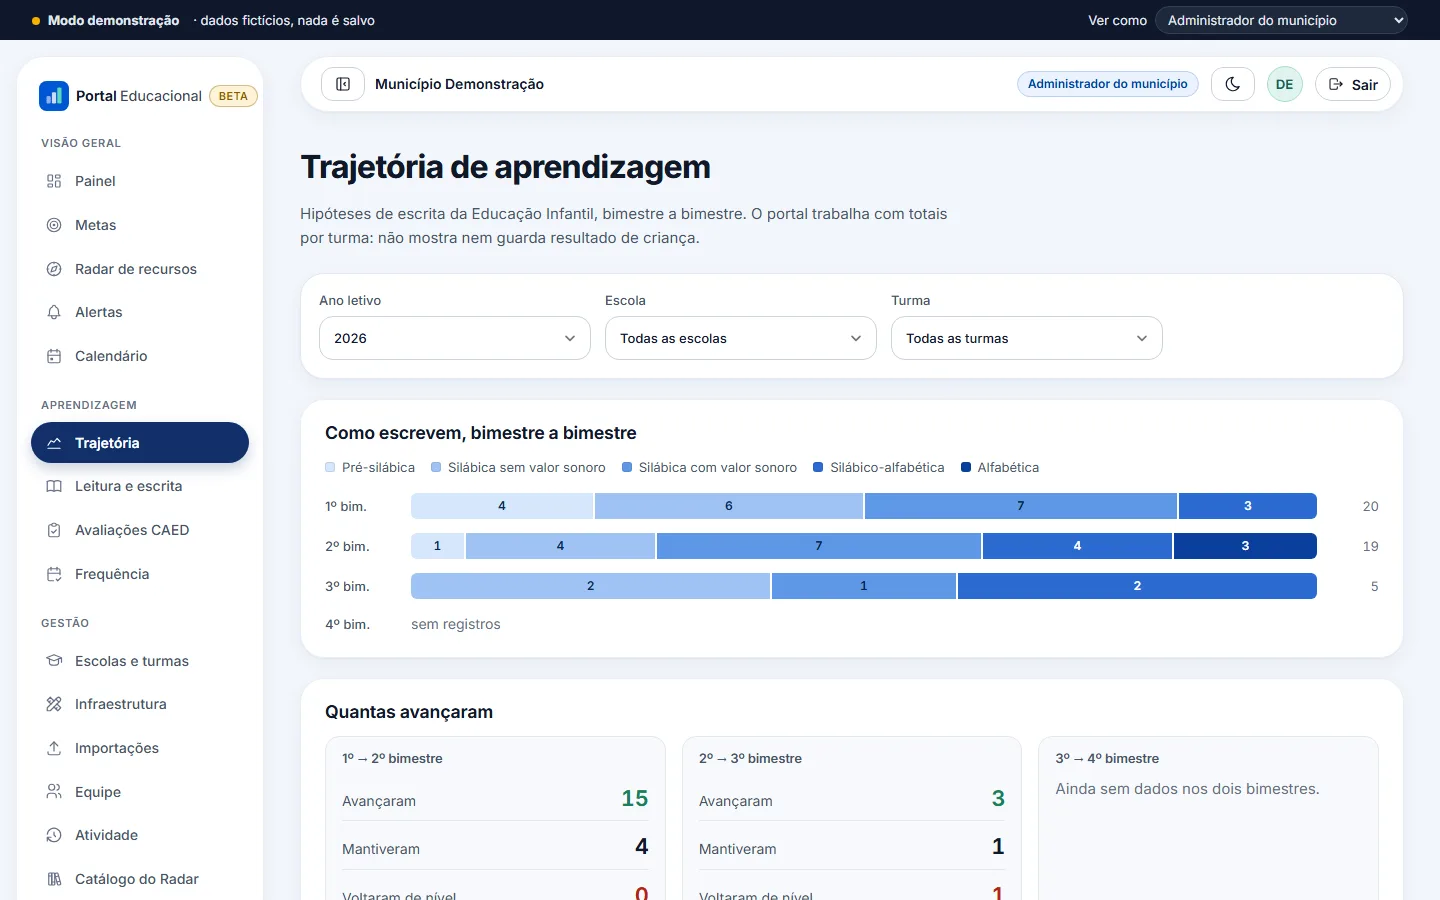 Modo demonstração · dados fictícios, nada é salvo
Ver como Administrador do município
Portal Educacional BETA
Município Demonstração
Administrador do município
DE
Sair
VISÃO GERAL
Painel
Metas
Radar de recursos
Alertas
Calendário
APRENDIZAGEM
Trajetória
Leitura e escrita
Avaliações CAED
Frequência
GESTÃO
Escolas e turmas
Infraestrutura
Importações
Equipe
Atividade
Catálogo do Radar
Trajetória de aprendizagem
Hipóteses de escrita da Educação Infantil, bimestre a bimestre. O portal trabalha com totais
por turma: não mostra nem guarda resultado de criança.
Ano letivo
2026
Escola
Todas as escolas
Turma
Todas as turmas
Como escrevem, bimestre a bimestre
Pré-silábica Silábica sem valor sonoro Silábica com valor sonoro Silábico-alfabética Alfabética
1º bim. 4 6 7 3 20
2º bim. 1 4 7 4 3 19
3º bim. 2 1 2 5
4º bim. sem registros
Quantas avançaram
1º → 2º bimestre
Avançaram 15
Mantiveram 4
Voltaram de nível 0
2º → 3º bimestre
Avançaram 3
Mantiveram 1
Voltaram de nível 1
3º → 4º bimestre
Ainda sem dados nos dois bimestres.